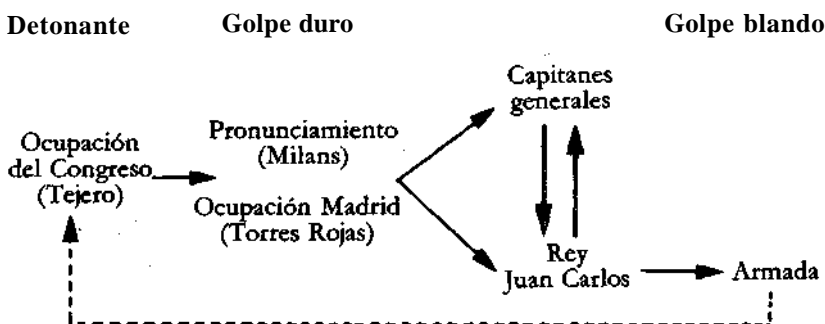 Detonante
Golpe duro
Golpe blando
Capitanes
generales
Pronunciamiento
(Milans)
Ocupación
del Congreso
(Tejero)
Ocupación Madrid
(Torres Rojas)
Rey
Juan Carlos
Armada